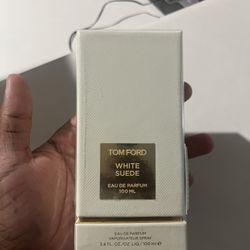 TOM FORD
WHITE
SUEDE
EAU DE PARFUM
100 ML
EAU DE PARFUM
VAPORISATEUR SPRAY
3.4 FL.OZ./OZ.LIQ./100 ml e